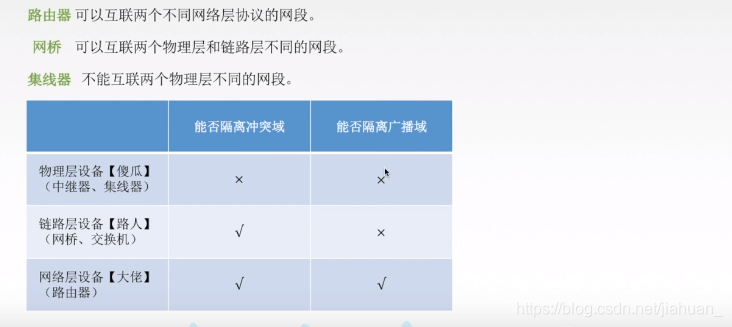 路由器 可以互联两个不同网络层协议的网段。
网桥 可以互联两个物理层和链路层不同的网段。
集线器 不能互联两个物理层不同的网段。
能否隔离冲突域 能否隔离广播域
物理层设备【傻瓜】
（中继器、集线器） × ×
链路层设备【路人】
（网桥、交换机） √ ×
网络层设备【大佬】
（路由器） √ √
https://blog.csdn.net/jiahuan_